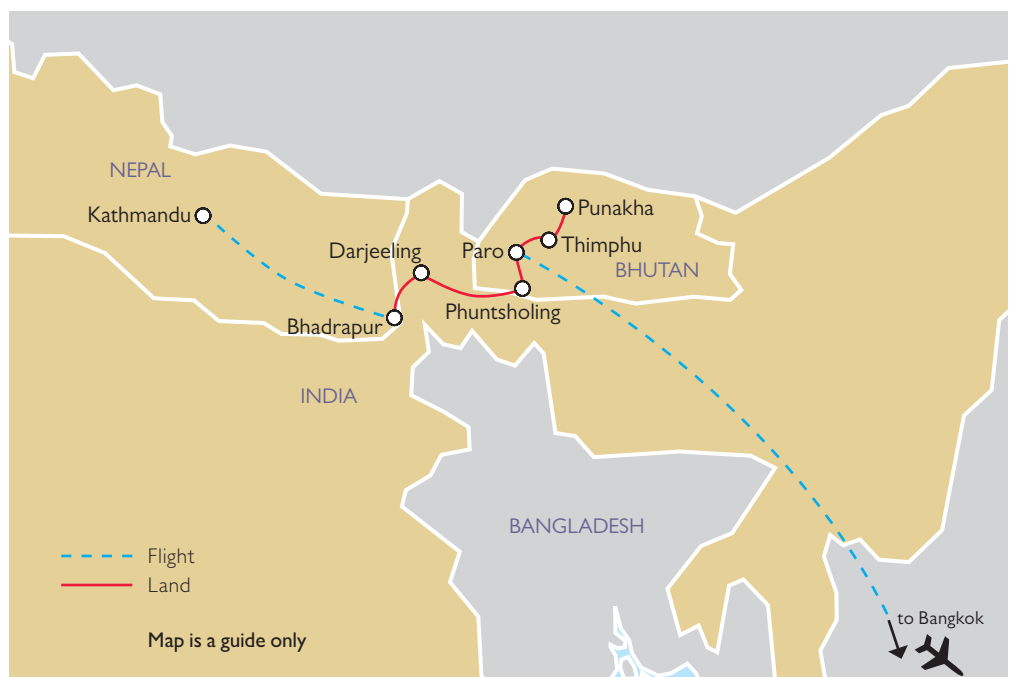 NEPAL
Kathmandu
Punakha
Thimphu
Darjeeling
Paro
BHUTAN
Phuntsholing
Bhadrapur
INDIA
BANGLADESH
Flight
Land
to Bangkok
Map is a guide only